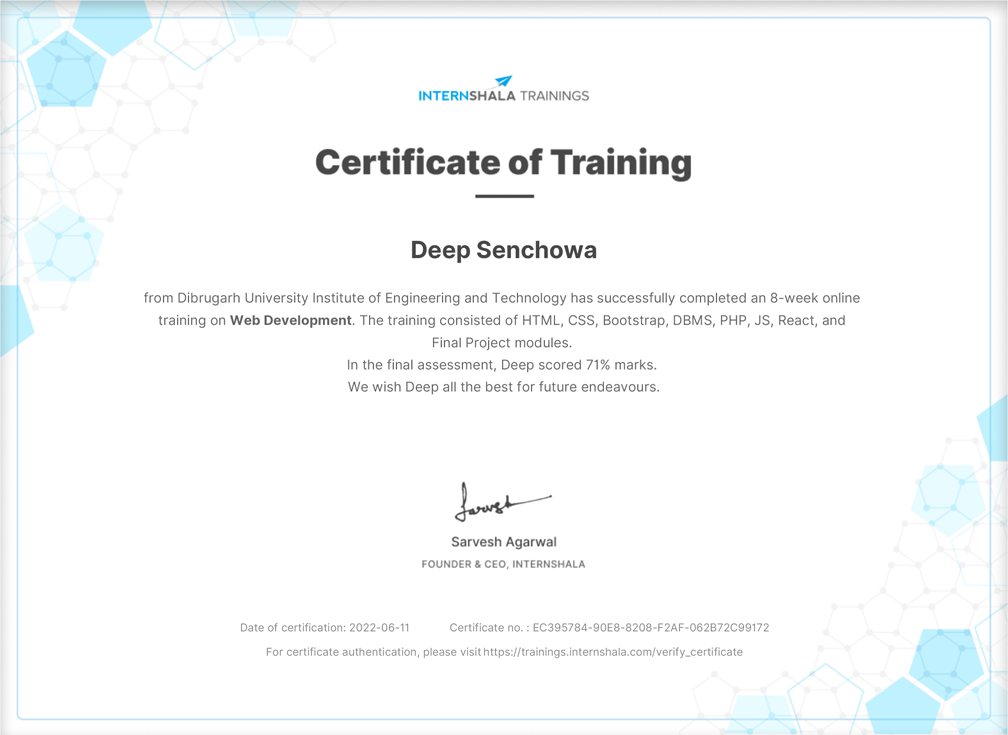 INTERNSHALA TRAININGS
Certificate of Training
Deep Senchowa
from Dibrugarh University Institute of Engineering and Technology has successfully completed an 8-week online
training on Web Development. The training consisted of HTML, CSS, Bootstrap, DBMS, PHP, JS, React, and
Final Project modules.
In the final assessment, Deep scored 71% marks.
We wish Deep all the best for future endeavours.
Sarvesh
Sarvesh Agarwal
FOUNDER & CEO, INTERNSHALA
Date of certification: 2022-06-11 Certificate no. : EC395784-90E8-8208-F2AF-062B72C99172
For certificate authentication, please visit https://trainings.internshala.com/verify_certificate